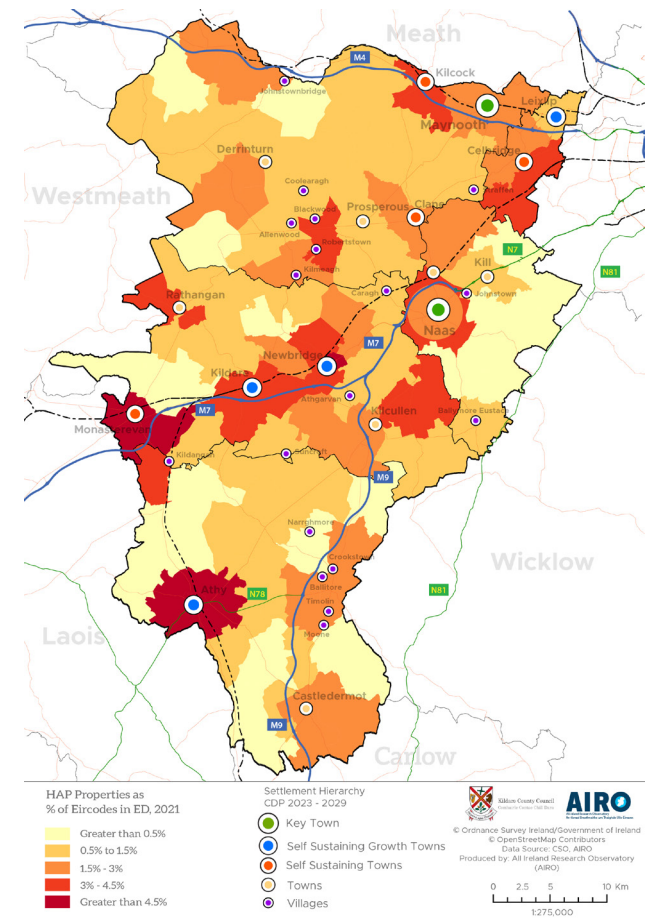 Meath
M4
Kilcock
Johnstownbridge
Leixlip
Maynooth
Derrinturn
Celbridge
Coolearagh
Straffan
Westmeath
Blackwood
Prosperous
Clane
Allenwood
Robertstown
N7
Kill
N81
Kilmeagh
Rathangan
Caragh
Johnstown
Naas
M7
Newbridge
Kildare
Athgarvan
M7
Kilcullen
Ballymore Eustace
Monasterevan
Kildangan
Suncroft
M9
Narrghmore
Crookstown
Wicklow
Ballitore
Athy
N78
N81
Timolin
Laois
Moone
Castledermot
M9
Carlow
HAP Properties as
% of Eircodes in ED, 2021
Greater than 0.5%
0.5% to 1.5%
1.5% - 3%
3% - 4.5%
Greater than 4.5%
Settlement Hierarchy
CDP 2023 - 2029
Key Town
Self Sustaining Growth Towns
Self Sustaining Towns
Towns
Villages
Kildare County Council
AIRO
© Ordnance Survey Ireland/Government of Ireland
© OpenStreetMap Contributors
Data Source: CSO, AIRO
Produced by: All Ireland Research Observatory
(AIRO)
0 2.5 5 10 Km
1:275,000